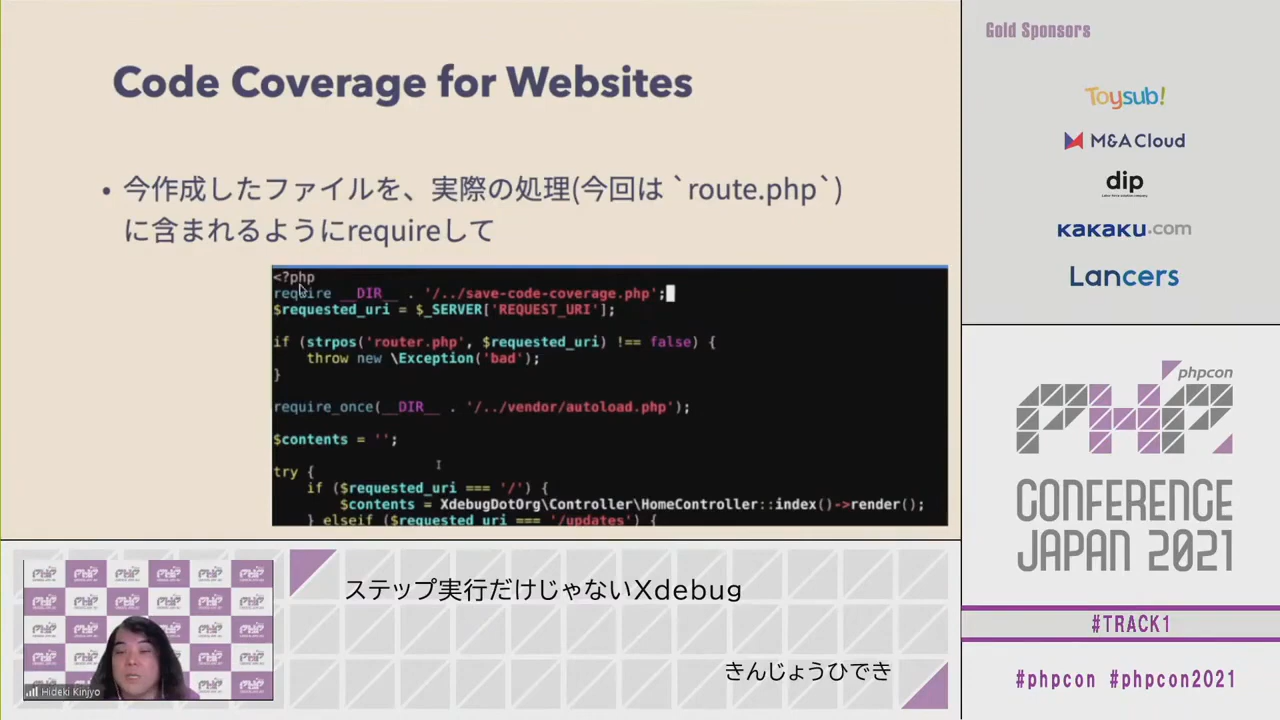 Code Coverage for Websites
• 今作成したファイルを、実際の処理(今回は `route.php`)
に含まれるようにrequireして
<?php
require __DIR__ . '/../save-code-coverage.php';
$requested_uri = $_SERVER['REQUEST_URI'];
if (strpos('router.php', $requested_uri) !== false) {
throw new \Exception('bad');
}
require_once(__DIR__ . '/../vendor/autoload.php');
$contents = '';
try {
if ($requested_uri === '/') {
$contents = XdebugDotOrg\Controller\HomeController::index()->render();
} elseif ($requested_uri === '/updates') {
Hideki Kinjyo
ステップ実行だけじゃないXdebug
きんじょうひでき
Gold Sponsors
Toysub!
M&A Cloud
dip
kakaku.com
Lancers
phpcon
PHP
CONFERENCE
JAPAN 2021
#TRACK1
#phpcon #phpcon2021